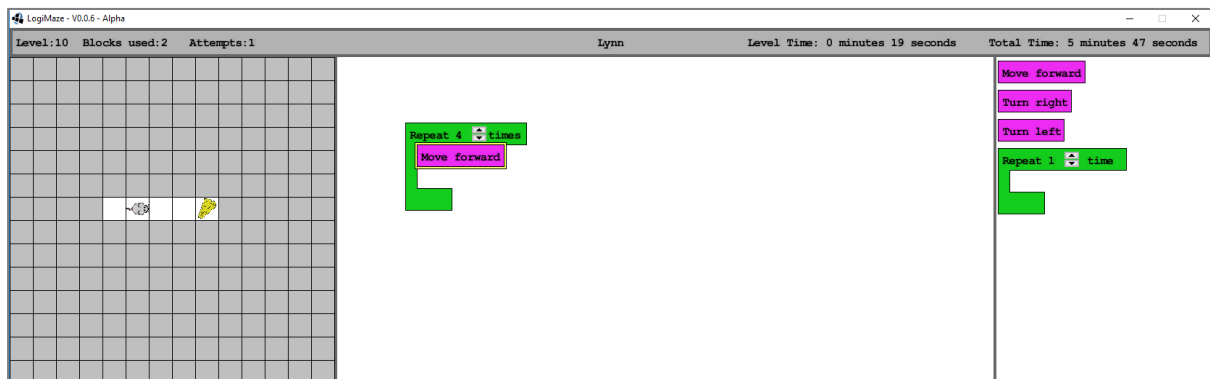 LogiMaze - V0.0.6 - Alpha
Level:10 Blocks used:2 Attempts:1 Lynn Level Time: 0 minutes 19 seconds Total Time: 5 minutes 47 seconds
Repeat 4 times
Move forward
Move forward
Turn right
Turn left
Repeat 1 time